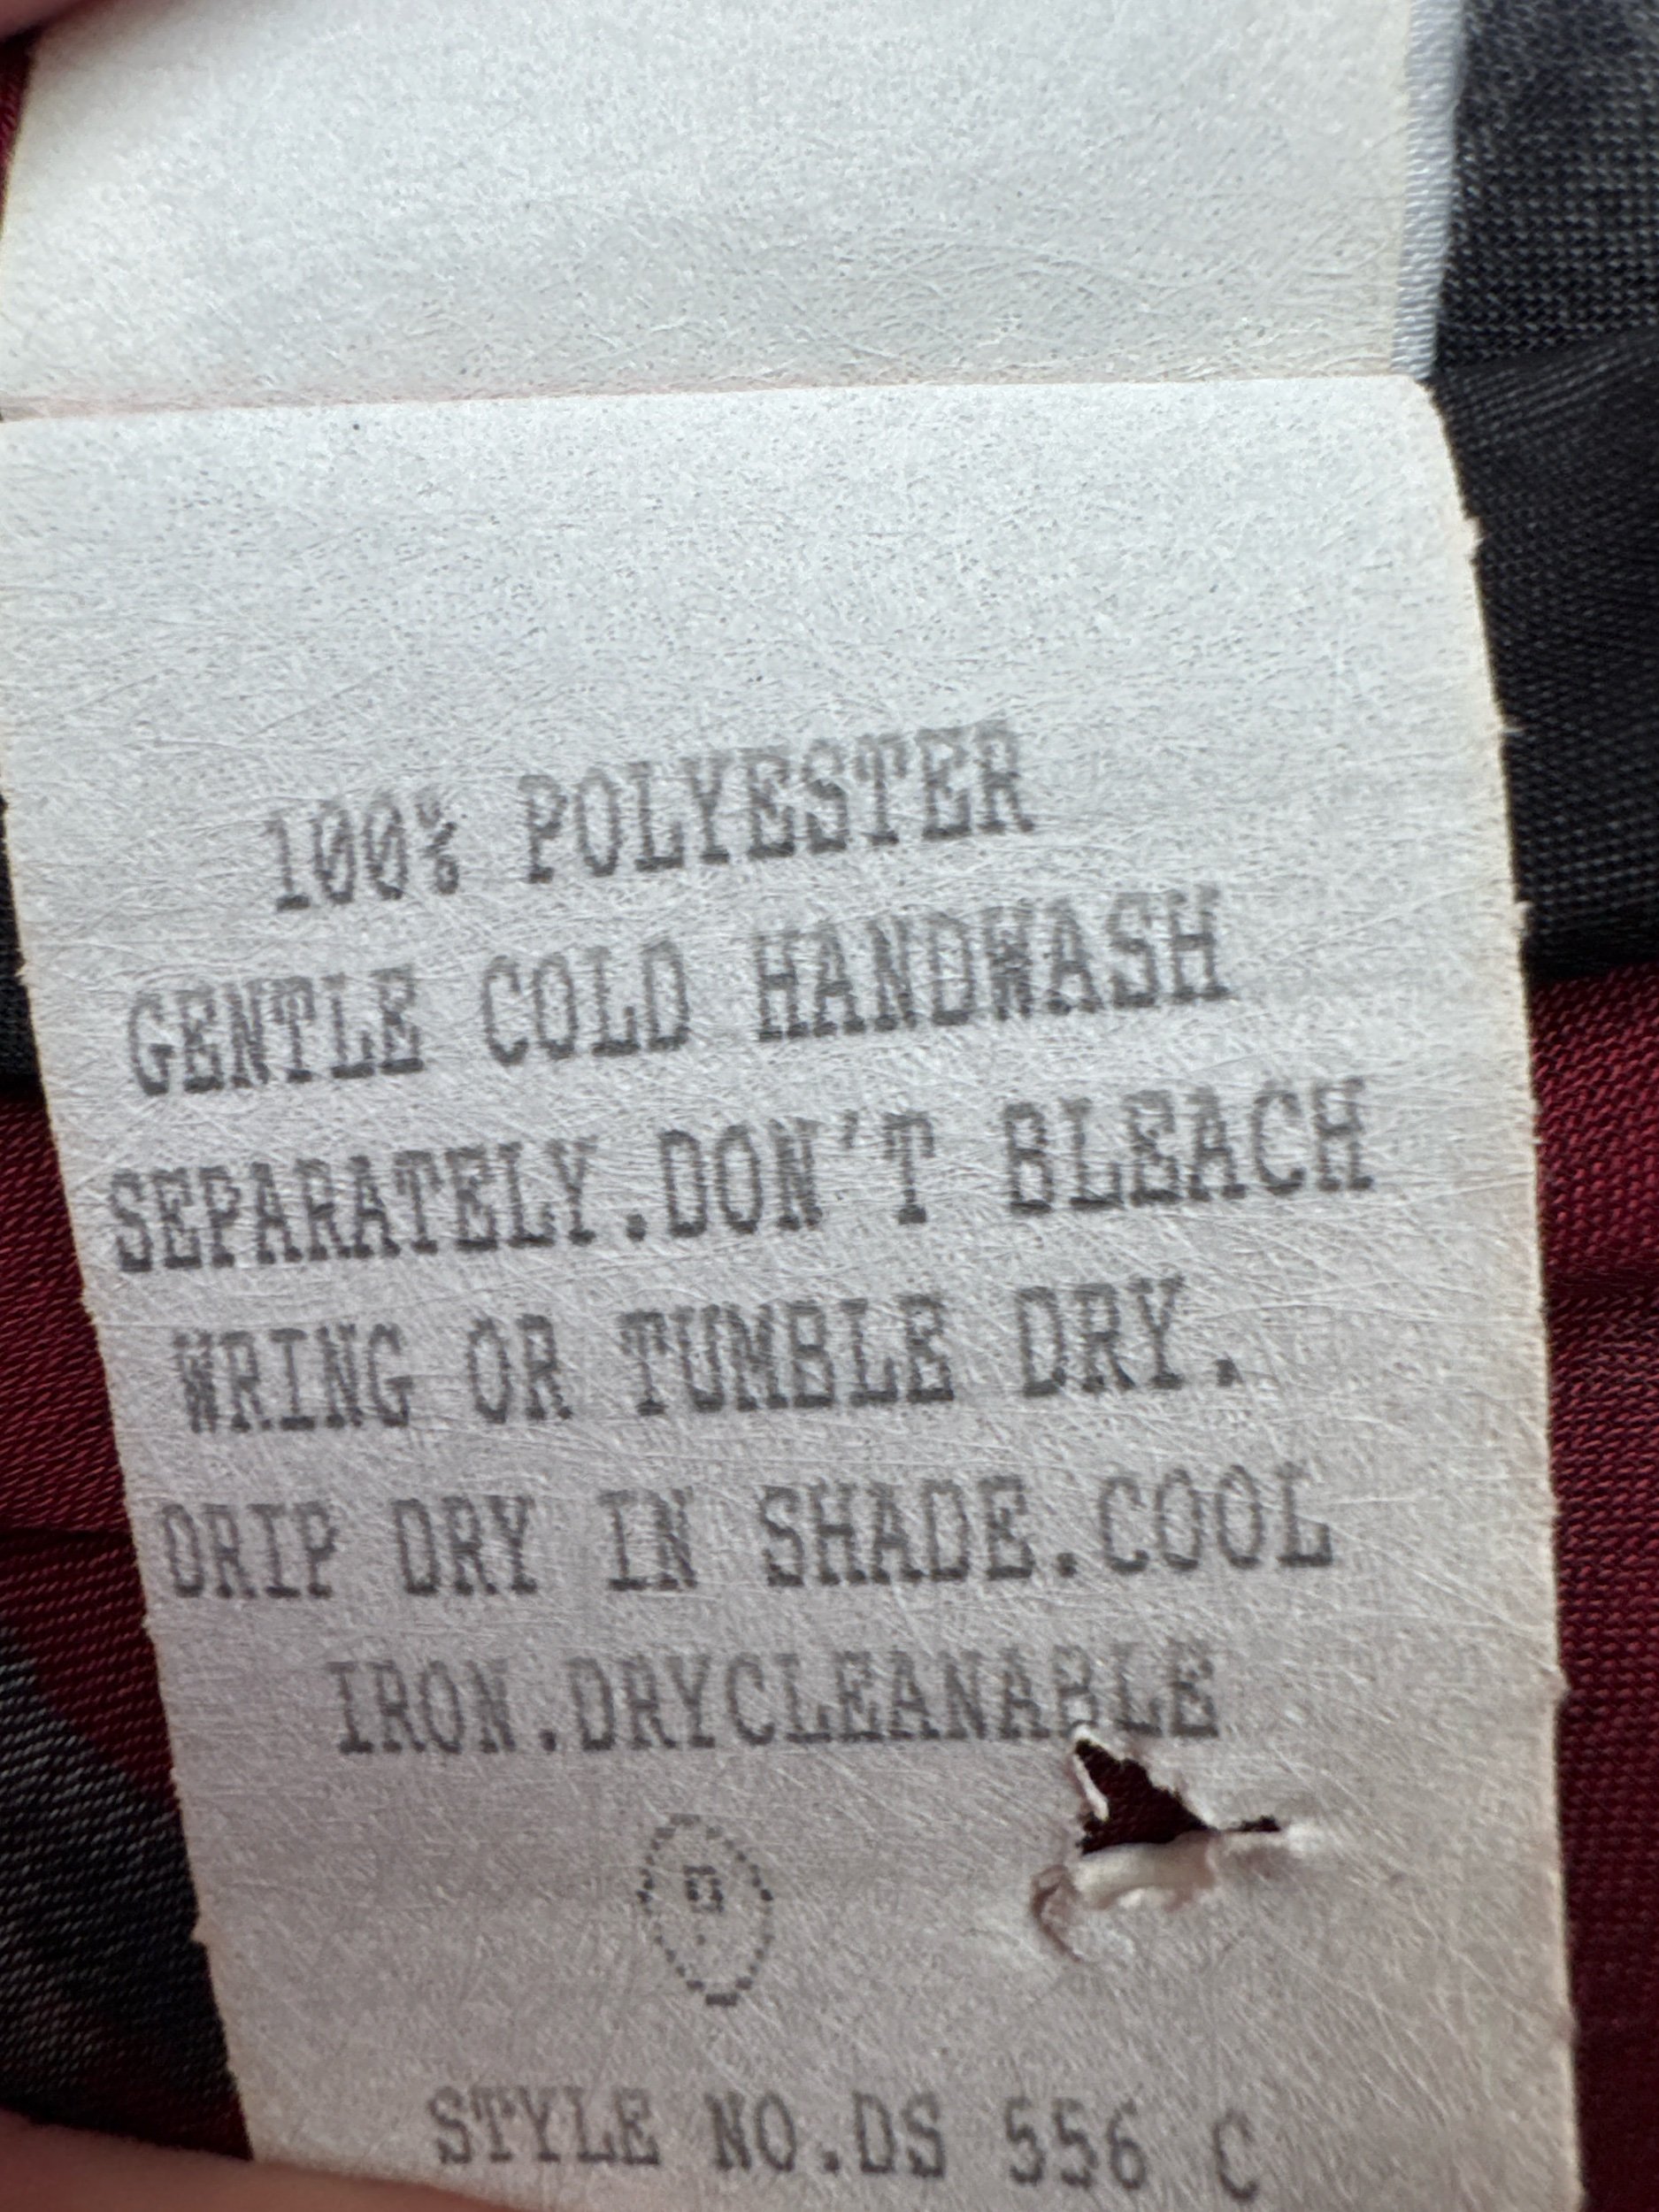 100% POLYESTER
GENTLE COLD HANDWASH
SEPARATELY.DON'T BLEACH
WRING OR TUMBLE DRY.
DRIP DRY IN SHADE.COOL
IRON.DRYCLEANABLE
P
STYLE NO.DS 556 C